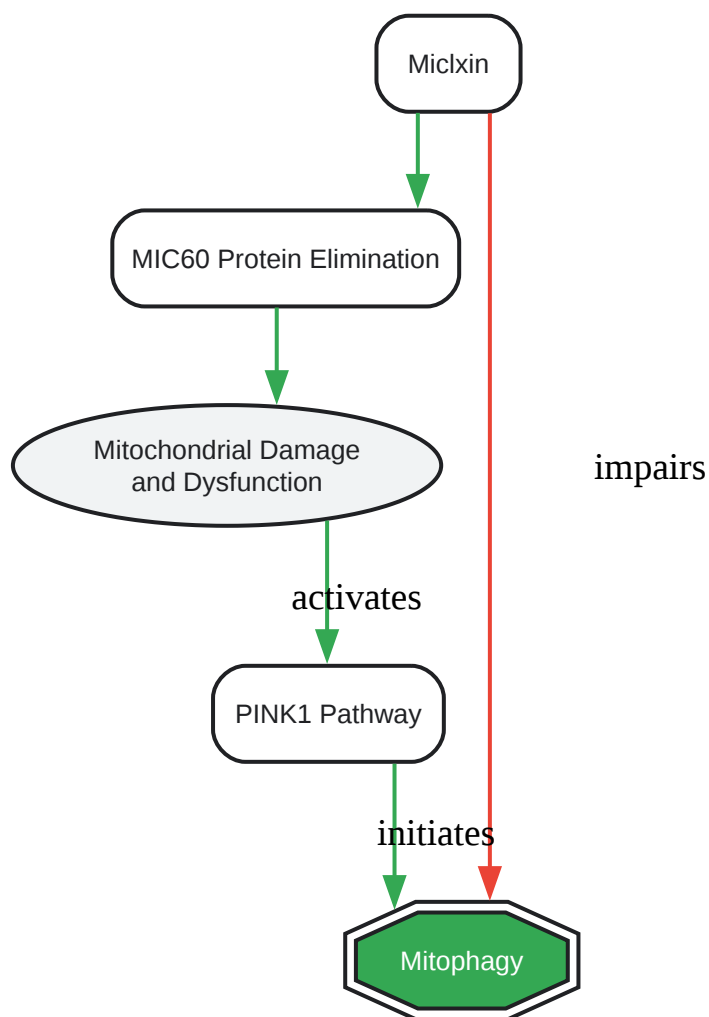 Miclxin
MIC60 Protein Elimination
Mitochondrial Damage
and Dysfunction
impairs
activates
PINK1 Pathway
initiates
Mitophagy